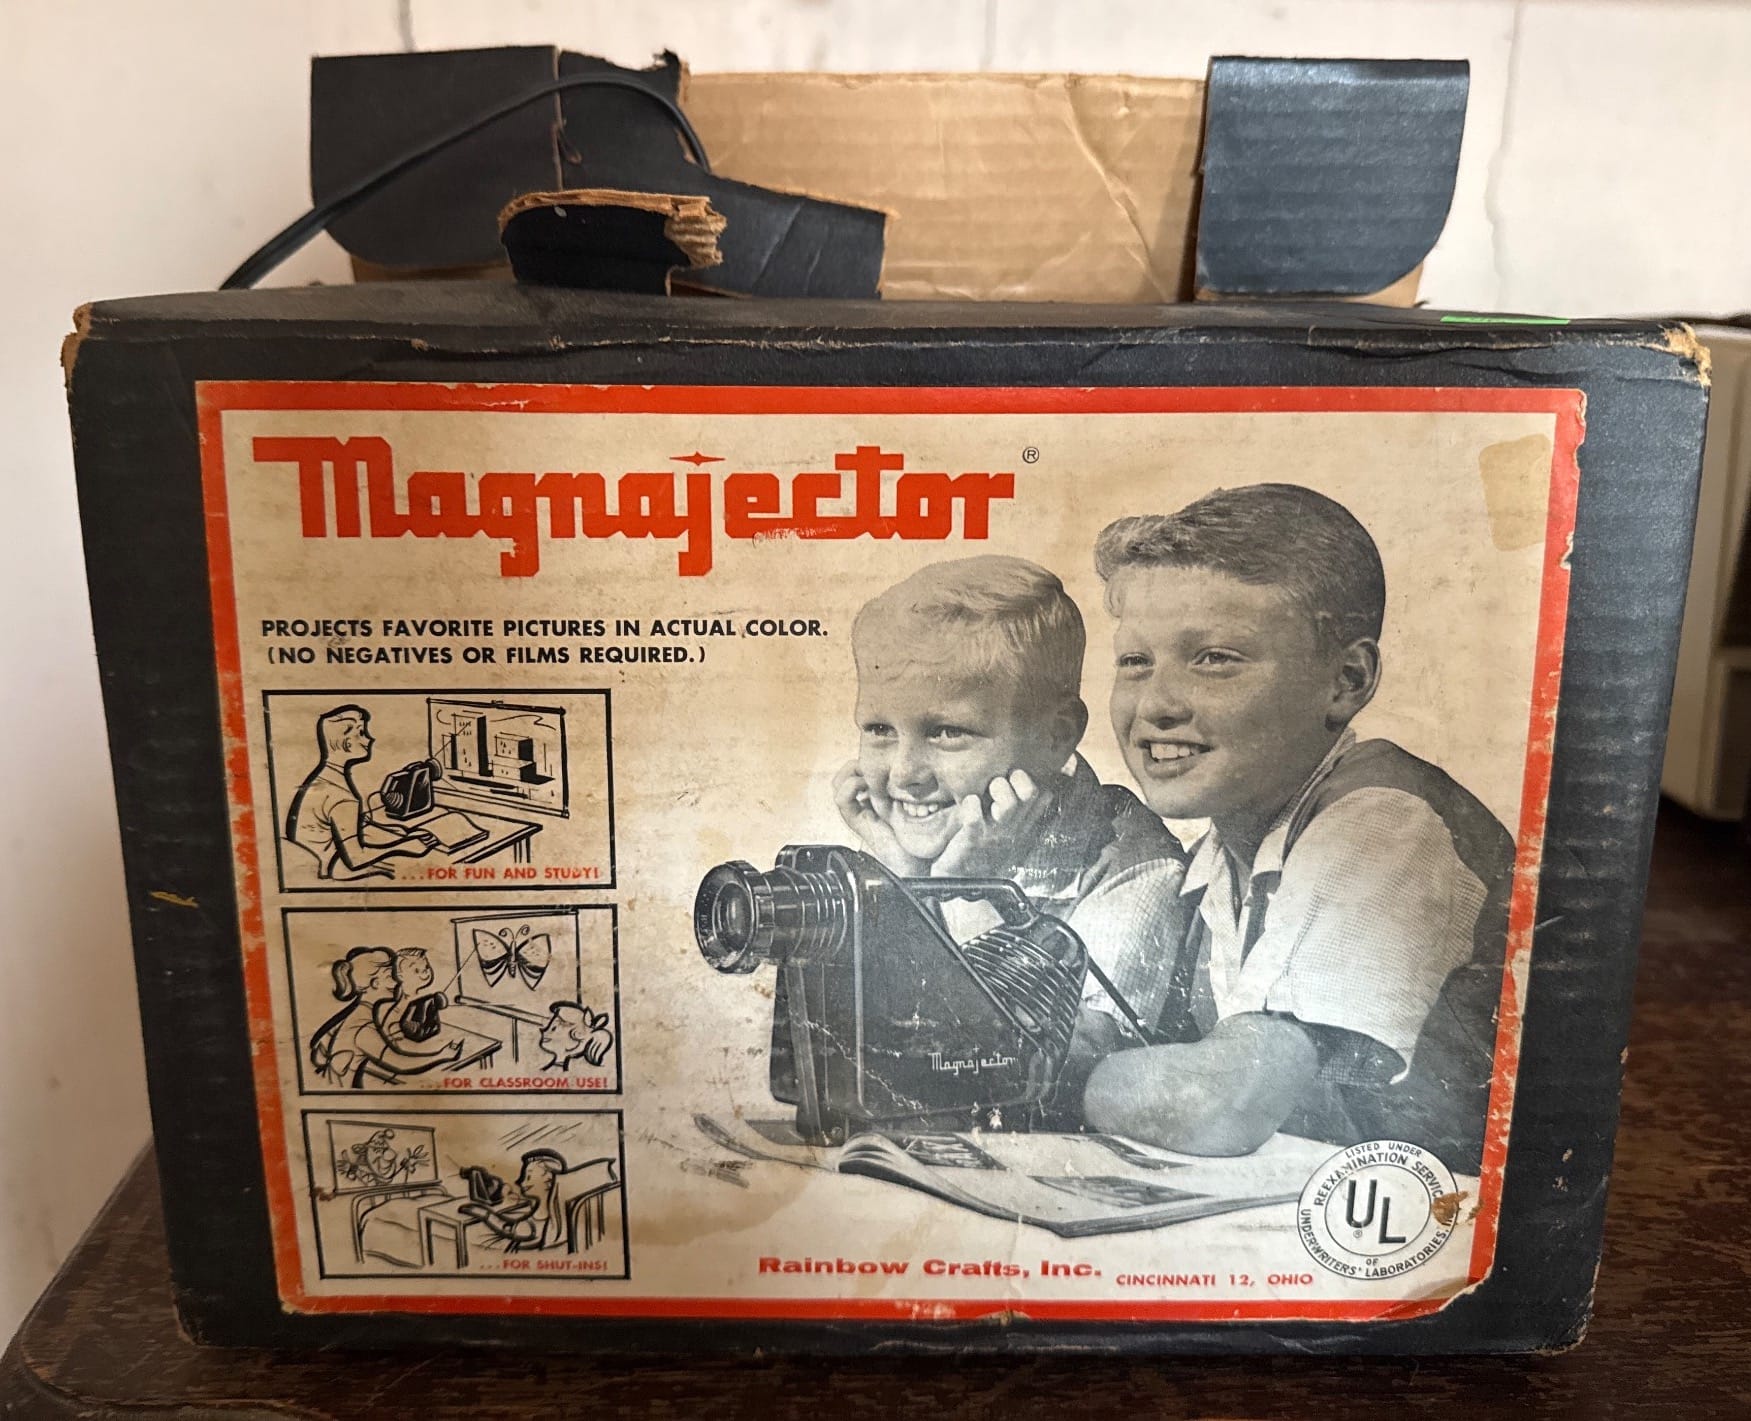 Magnajector ®
PROJECTS FAVORITE PICTURES IN ACTUAL COLOR.
(NO NEGATIVES OR FILMS REQUIRED.)
...FOR FUN AND STUDY!
...FOR CLASSROOM USE!
...FOR SHUT-INS!
Magnajector
Rainbow Crafts, Inc. CINCINNATI 12, OHIO
LISTED UNDER
REEXAMINATION SERVICE
UL ®
OF
UNDERWRITERS' LABORATORIES,